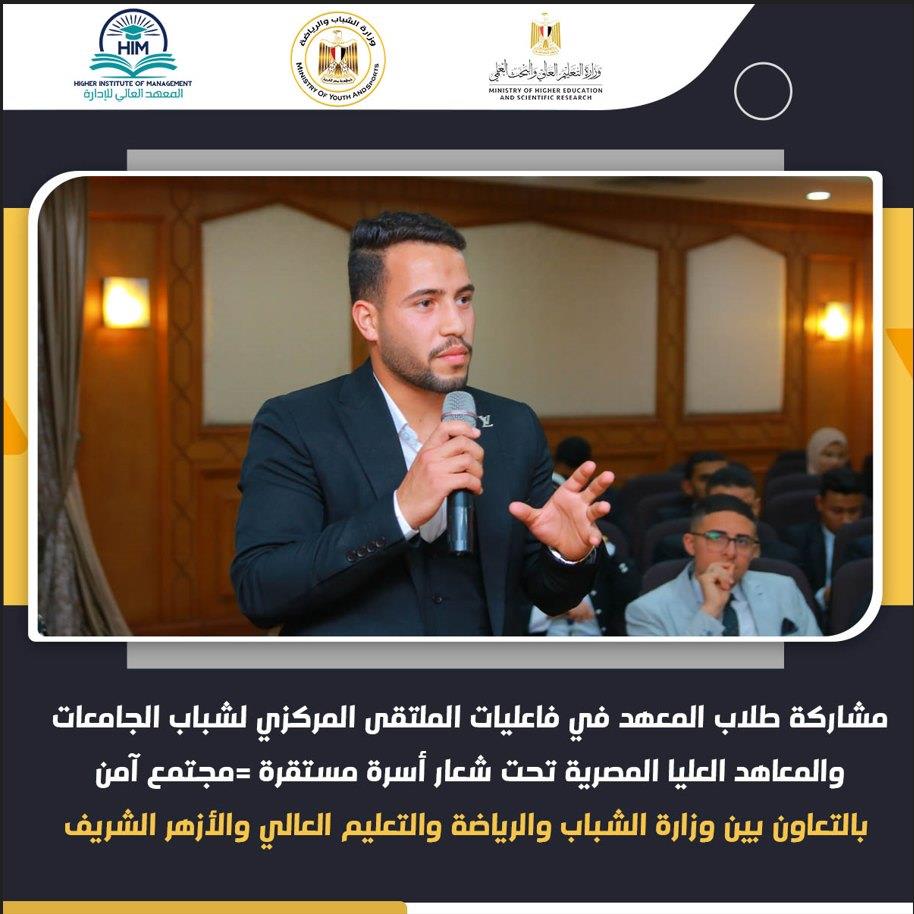 HIM
HIGHER INSTITUTE OF MANAGEMENT
المعهد العالي للإدارة
وزارة الشباب والرياضة
MINISTRY OF YOUTH AND SPORTS
وزارة التعليم العالي والبحث العلمي
MINISTRY OF HIGHER EDUCATION
AND SCIENTIFIC RESEARCH
مشاركة طلاب المعهد في فاعليات الملتقى المركزي لشباب الجامعات
والمعاهد العليا المصرية تحت شعار أسرة مستقرة =مجتمع آمن
بالتعاون بين وزارة الشباب والرياضة والتعليم العالي والأزهر الشريف